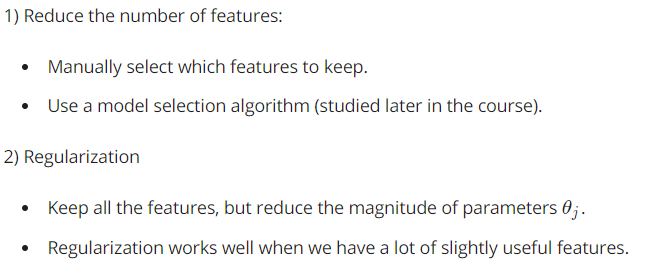 1) Reduce the number of features:
• Manually select which features to keep.
• Use a model selection algorithm (studied later in the course).
2) Regularization
• Keep all the features, but reduce the magnitude of parameters θⱼ.
• Regularization works well when we have a lot of slightly useful features.